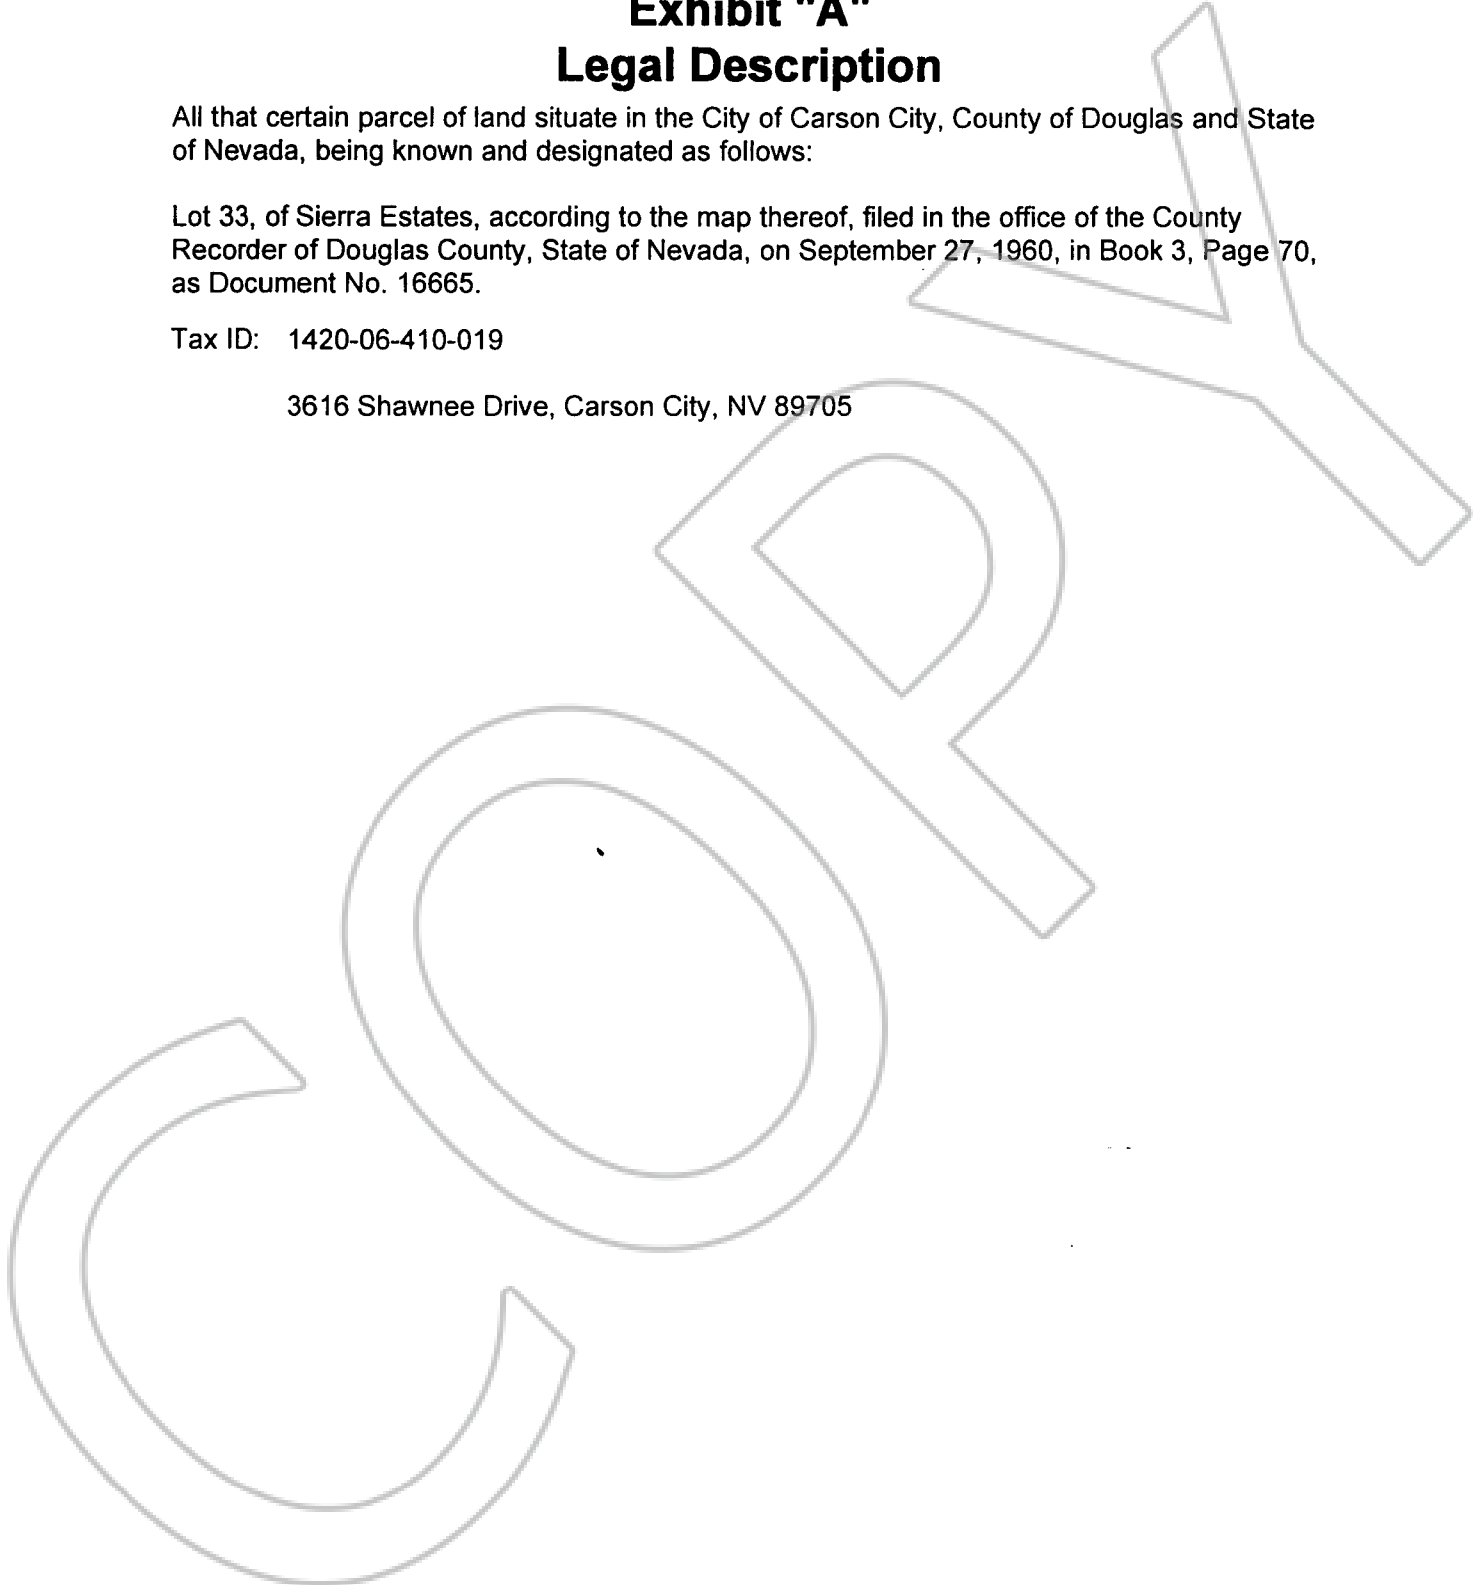 Exhibit "A"
Legal Description
All that certain parcel of land situate in the City of Carson City, County of Douglas and State
of Nevada, being known and designated as follows:
Lot 33, of Sierra Estates, according to the map thereof, filed in the office of the County
Recorder of Douglas County, State of Nevada, on September 27, 1960, in Book 3, Page 70,
as Document No. 16665.
Tax ID: 1420-06-410-019
3616 Shawnee Drive, Carson City, NV 89705
COPY